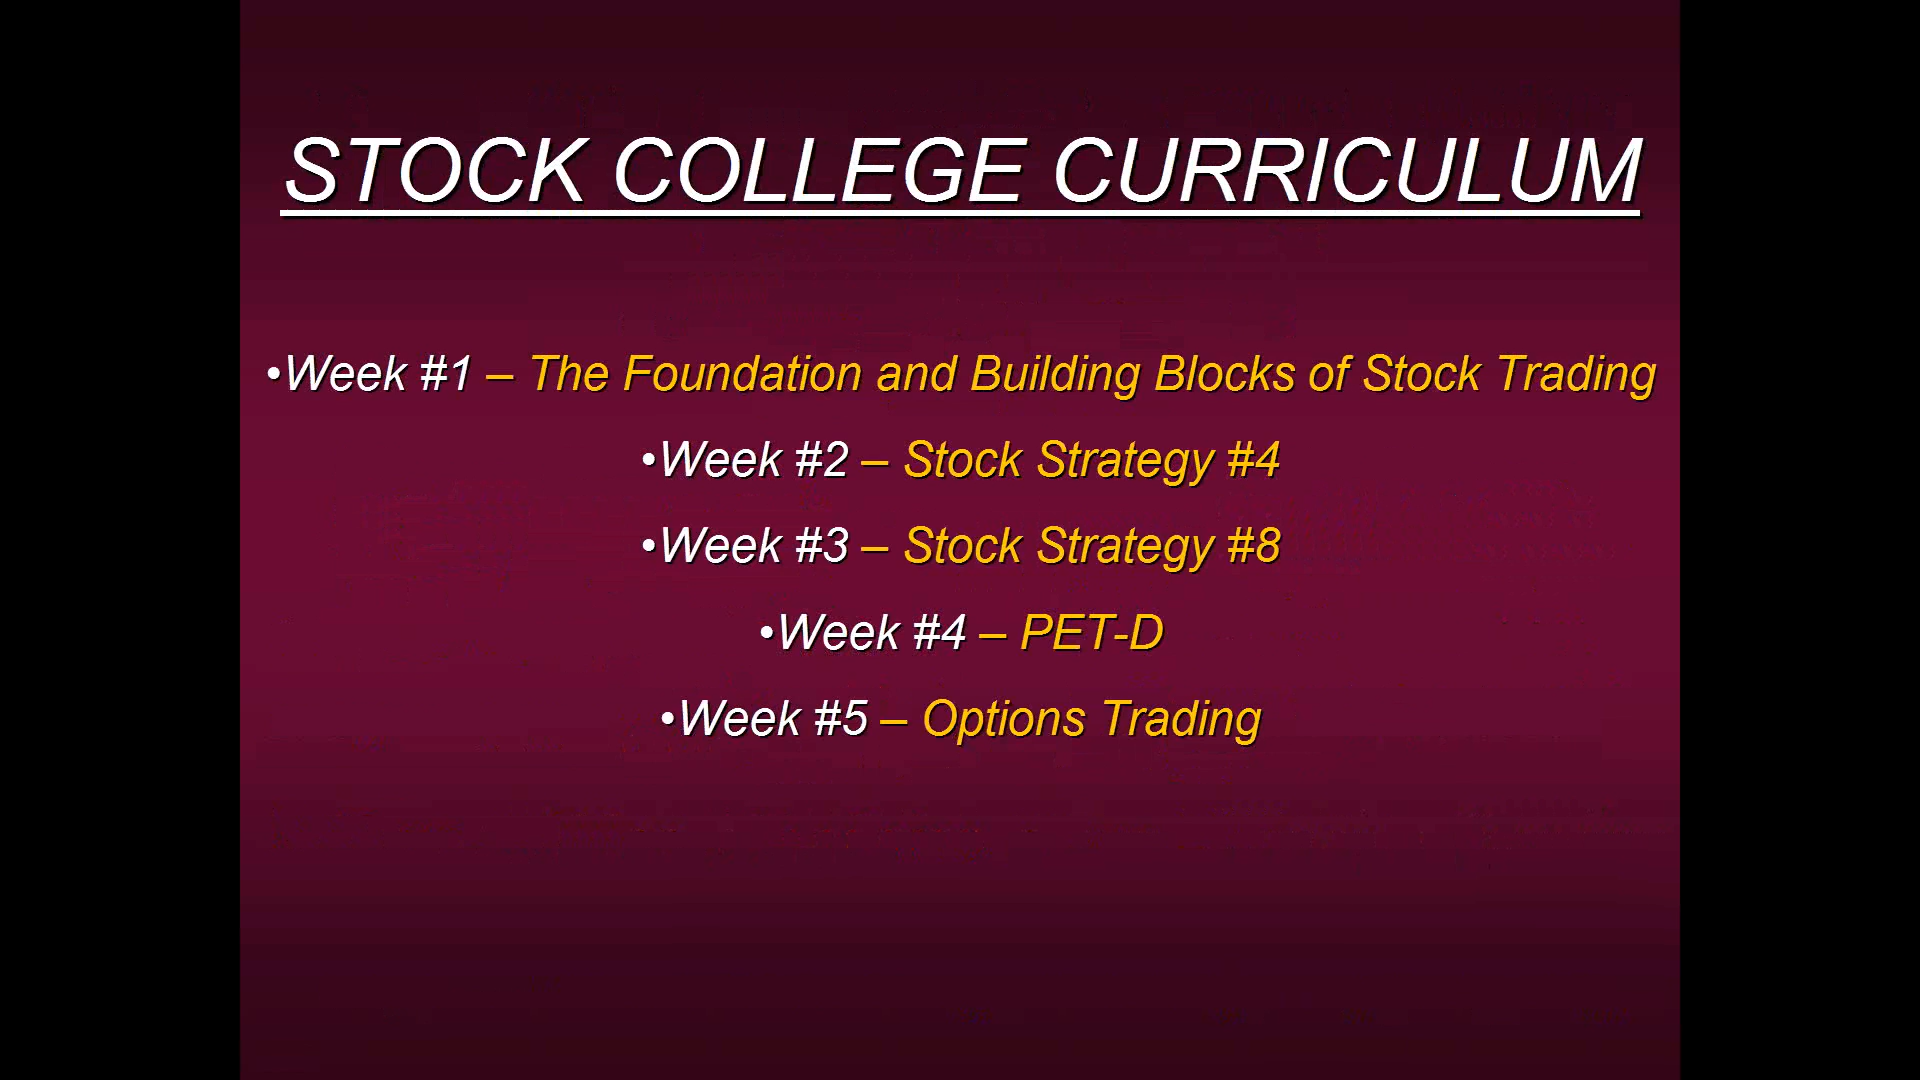 STOCK COLLEGE CURRICULUM
•Week #1 – The Foundation and Building Blocks of Stock Trading
•Week #2 – Stock Strategy #4
•Week #3 – Stock Strategy #8
•Week #4 – PET-D
•Week #5 – Options Trading